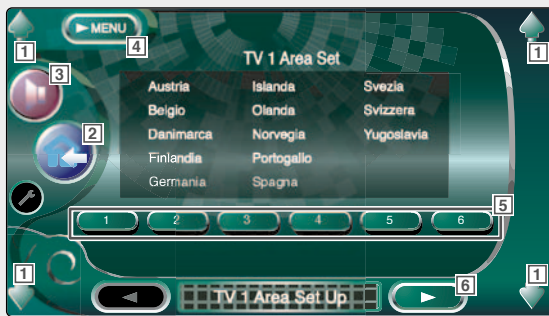 1
► MENU
4
1
TV 1 Area Set
3
Austria Islanda Svezia
Belgio Olanda Svizzera
2
Danimarca Norvegia Yugoslavia
Finlandia Portogallo
Germania Spagna
5
1 2 3 4 5 6
1
6
1
◄ TV 1 Area Set Up ►